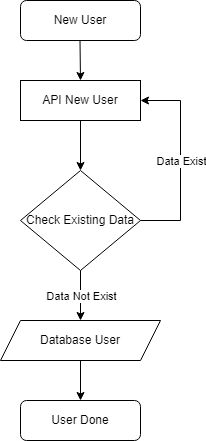 New User
API New User
Data Exist
Check Existing Data
Data Not Exist
Database User
User Done